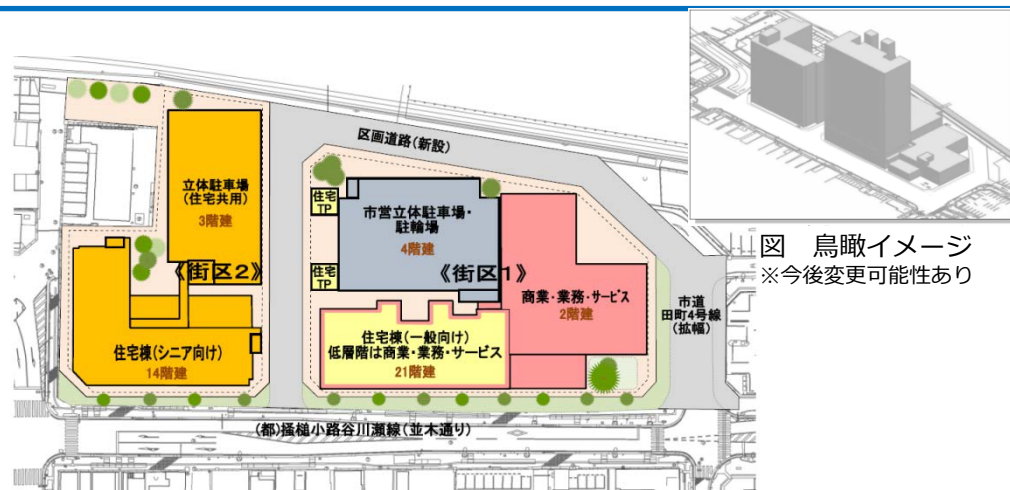 区画道路(新設)
立体駐車場
(住宅共用)
3階建
住宅
TP
市営立体駐車場・
駐輪場
4階建
《街区2》
住宅
TP
《街区1》
商業・業務・サービス
2階建
住宅棟(シニア向け)
14階建
住宅棟(一般向け)
低層階は商業・業務・サービス
21階建
市道
田町4号線
(拡幅)
(都)掻槌小路谷川瀬線(並木通り)
図 鳥瞰イメージ
※今後変更可能性あり